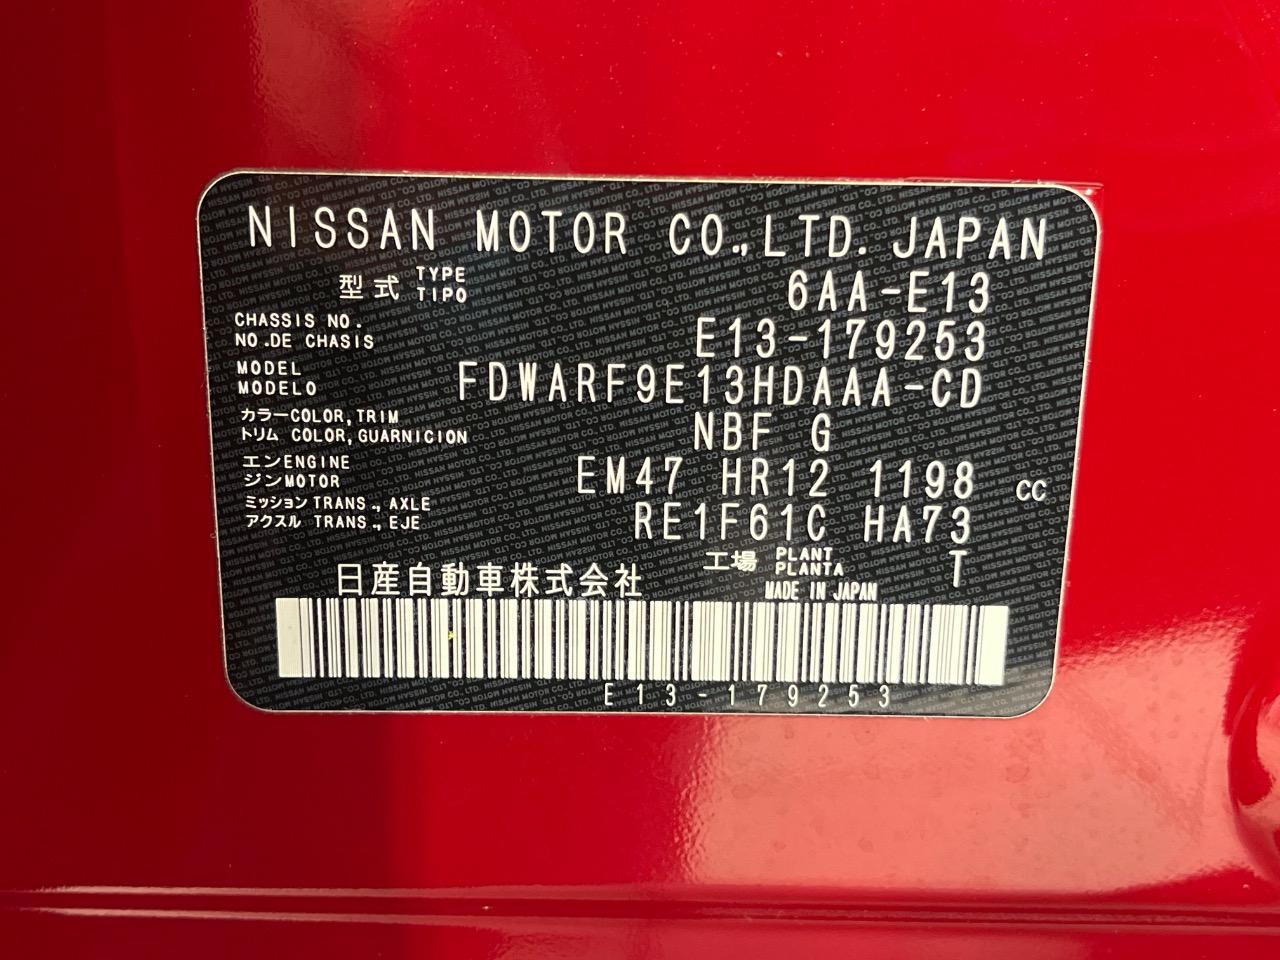 NISSAN MOTOR CO.,LTD. JAPAN
型式 TYPE TIPO 6AA-E13
CHASSIS NO.
NO.DE CHASIS E13-179253
MODEL
MODELO FDWARF9E13HDAAA-CD
カラーCOLOR,TRIM
トリム COLOR,GUARNICION NBF G
エンENGINE
ジンMOTOR EM47 HR12 1198 CC
ミッションTRANS.,AXLE
アクスル TRANS.,EJE RE1F61C HA73
工場 PLANT PLANTA T
日産自動車株式会社 MADE IN JAPAN
E13-179253